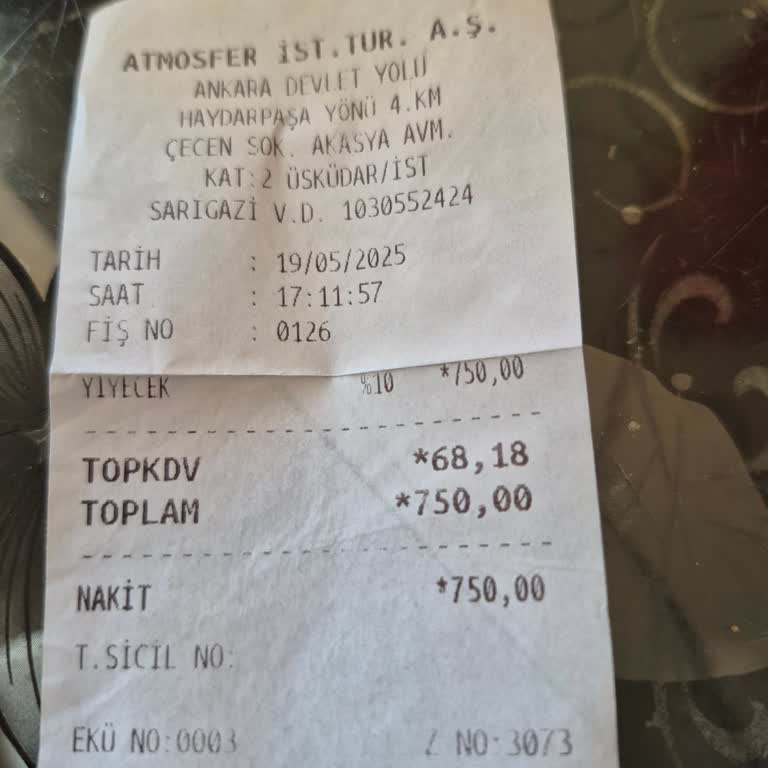 ATMOSFER İST.TUR. A.Ş.
ANKARA DEVLET YOLU
HAYDARPAŞA YÖNÜ 4.KM
ÇECEN SOK. AKASYA AVM.
KAT:2 ÜSKÜDAR/İST
SARIGAZİ V.D. 1030552424
TARİH : 19/05/2025
SAAT : 17:11:57
FİŞ NO : 0126
YİYECEK %10 *750,00
TOPKDV *68,18
TOPLAM *750,00
NAKİT *750,00
T.SİCİL NO:
EKÜ NO:0003 Z NO:3073